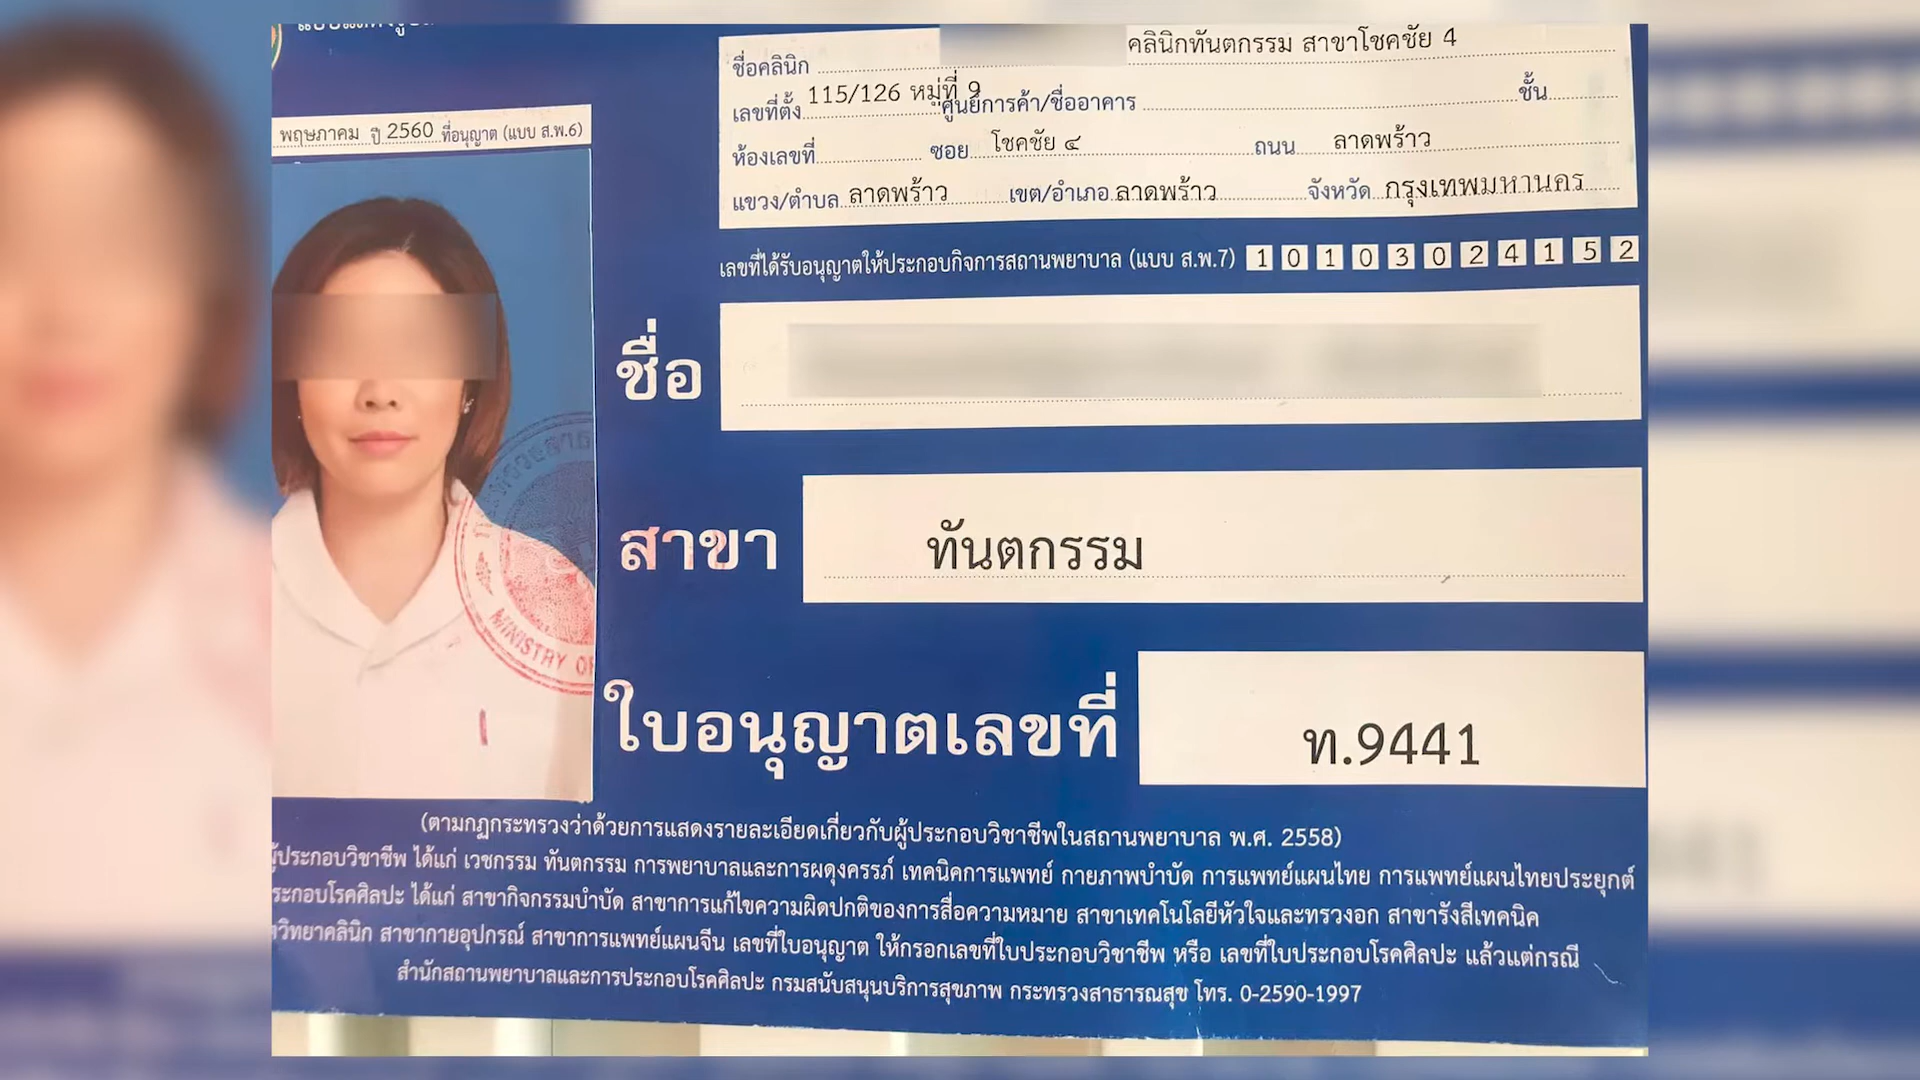 คลินิกทันตกรรม สาขาโชคชัย 4
ชื่อคลินิก
เลขที่ตั้ง 115/126 หมู่ที่ 9 ศูนย์การค้า/ชื่ออาคาร ชั้น
ห้องเลขที่ ซอย โชคชัย ๔ ถนน ลาดพร้าว
แขวง/ตำบล ลาดพร้าว เขต/อำเภอ ลาดพร้าว จังหวัด กรุงเทพมหานคร
พฤษภาคม ปี 2560 ที่อนุญาต (แบบ ส.พ.6)
เลขที่ได้รับอนุญาตให้ประกอบกิจการสถานพยาบาล (แบบ ส.พ.7) 10103024152
ชื่อ
สาขา ทันตกรรม
MINISTRY OF
ใบอนุญาตเลขที่ ท.9441
(ตามกฎกระทรวงว่าด้วยการแสดงรายละเอียดเกี่ยวกับผู้ประกอบวิชาชีพในสถานพยาบาล พ.ศ. 2558)
ผู้ประกอบวิชาชีพ ได้แก่ เวชกรรม ทันตกรรม การพยาบาลและการผดุงครรภ์ เทคนิคการแพทย์ กายภาพบำบัด การแพทย์แผนไทย การแพทย์แผนไทยประยุกต์
ประกอบโรคศิลปะ ได้แก่ สาขากิจกรรมบำบัด สาขาการแก้ไขความผิดปกติของการสื่อความหมาย สาขาเทคโนโลยีหัวใจและทรวงอก สาขารังสีเทคนิค
วิทยาคลินิก สาขากายอุปกรณ์ สาขาการแพทย์แผนจีน เลขที่ใบอนุญาต ให้กรอกเลขที่ใบประกอบวิชาชีพ หรือ เลขที่ใบประกอบโรคศิลปะ แล้วแต่กรณี
สำนักสถานพยาบาลและการประกอบโรคศิลปะ กรมสนับสนุนบริการสุขภาพ กระทรวงสาธารณสุข โทร. 0-2590-1997